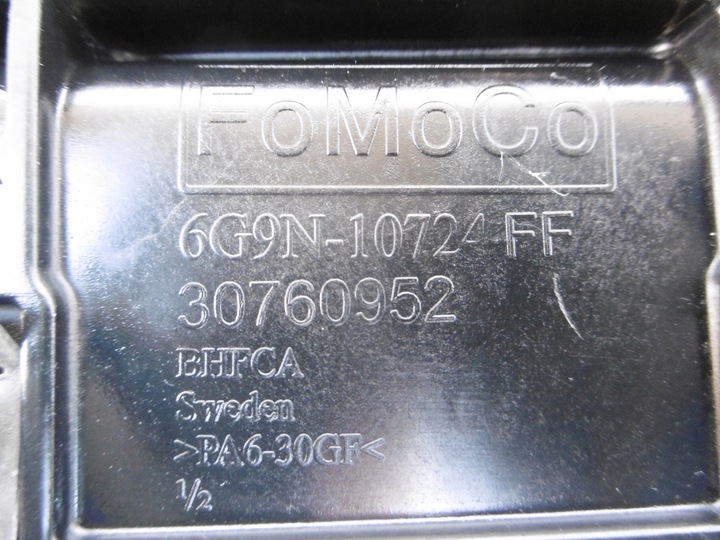 FoMoCo
6G9N-10724 FF
30760952
BHFCA
Sweden
>PA6-30GF<
½